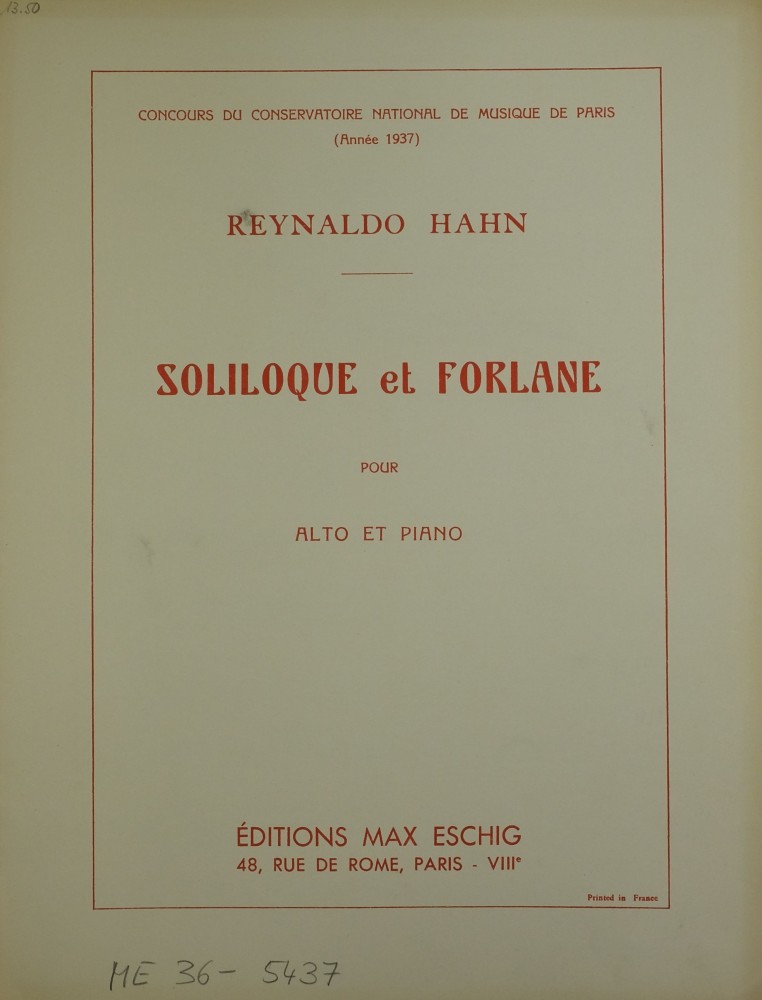 13.50
CONCOURS DU CONSERVATOIRE NATIONAL DE MUSIQUE DE PARIS
(Année 1937)
REYNALDO HAHN
SOLILOQUE et FORLANE
POUR
ALTO ET PIANO
ÉDITIONS MAX ESCHIG
48, RUE DE ROME, PARIS - VIIIe
Printed in France
ME 36- 5437